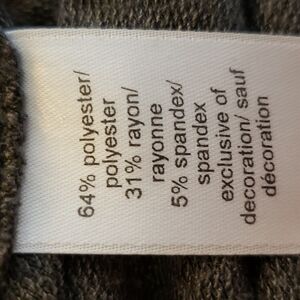 64% polyester/
polyester
31% rayon/
rayonne
5% spandex/
spandex
exclusive of
decoration/ sauf
décoration